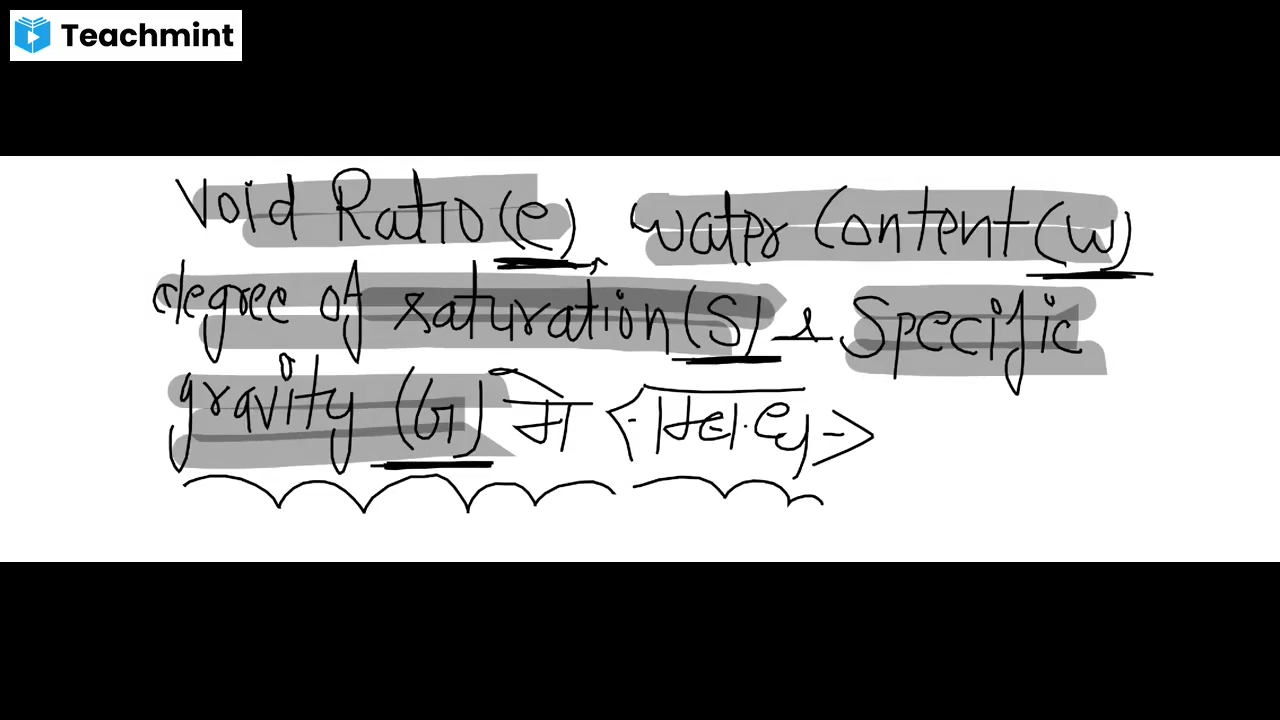 Teachmint
Void Ratio (e) water Content (w)
degree of saturation (S) & Specific
gravity (G) में संबंध